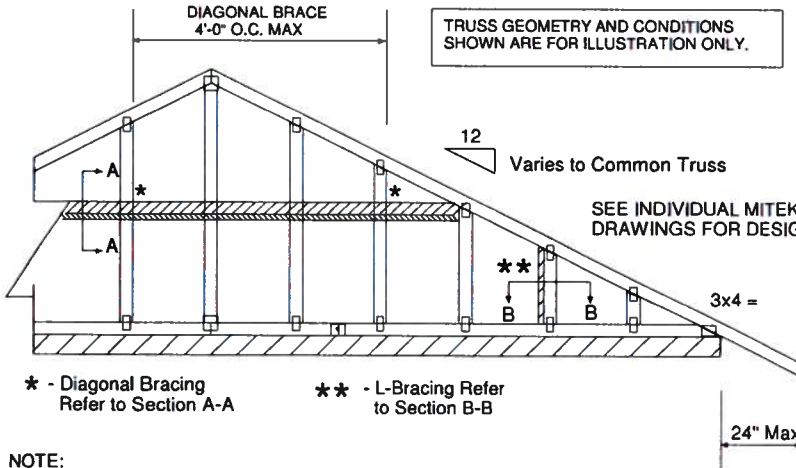 DIAGONAL BRACE
4'-0" O.C. MAX
TRUSS GEOMETRY AND CONDITIONS
SHOWN ARE FOR ILLUSTRATION ONLY.
12
Varies to Common Truss
A
*
*
SEE INDIVIDUAL MITEK
DRAWINGS FOR DESIG
A
**
B
B
3x4 =
* - Diagonal Bracing
Refer to Section A-A
** - L-Bracing Refer
to Section B-B
24" Max
NOTE: